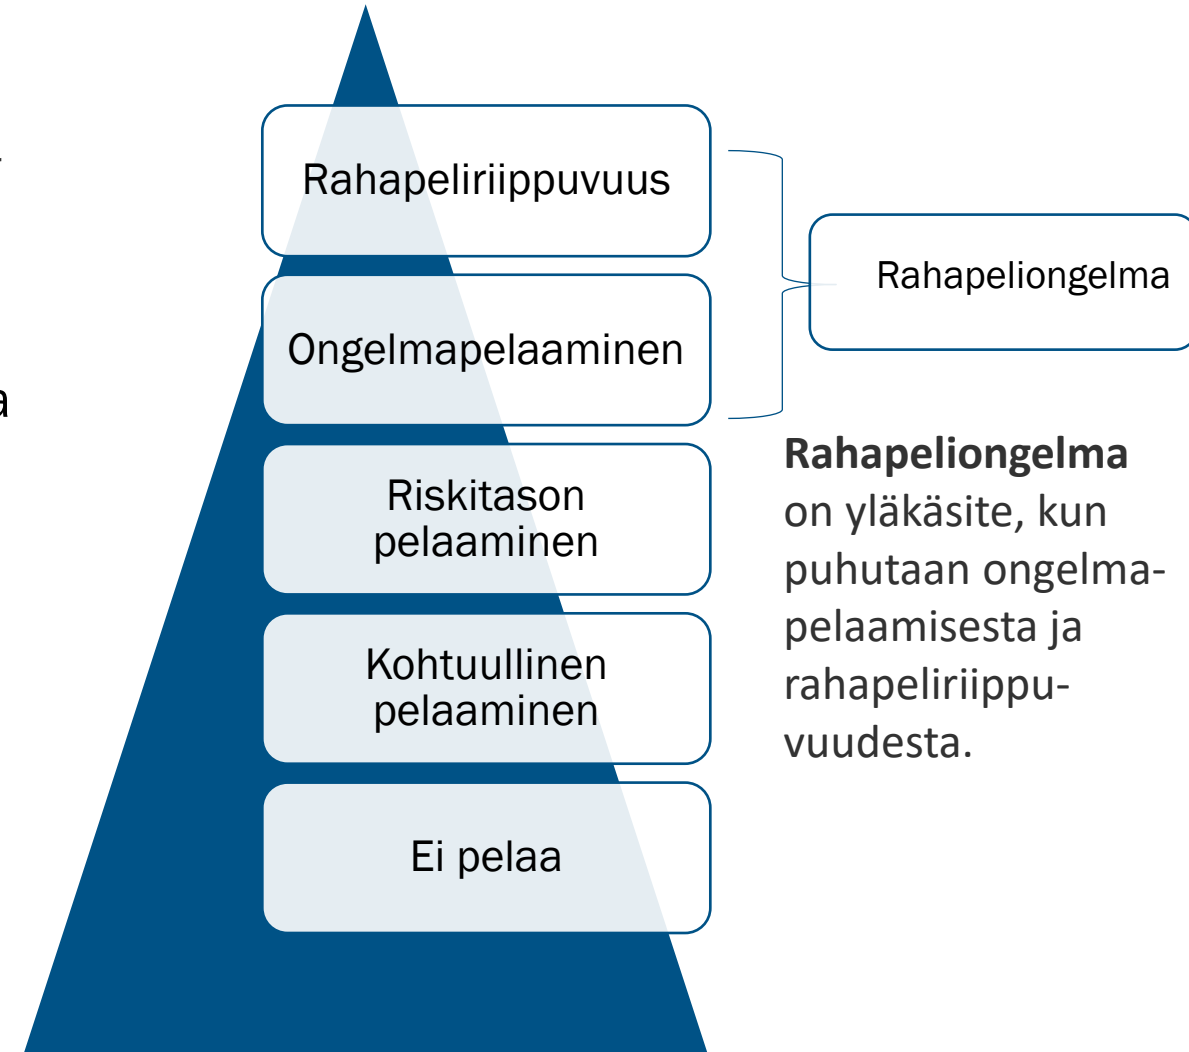 Rahapeliriippuvuus
Ongelmapelaaminen
Riskitason
pelaaminen
Kohtuullinen
pelaaminen
Ei pelaa
Rahapeliongelma
Rahapeliongelma
on yläkäsite, kun
puhutaan ongelma-
pelaamisesta ja
rahapeliriippu-
vuudesta.